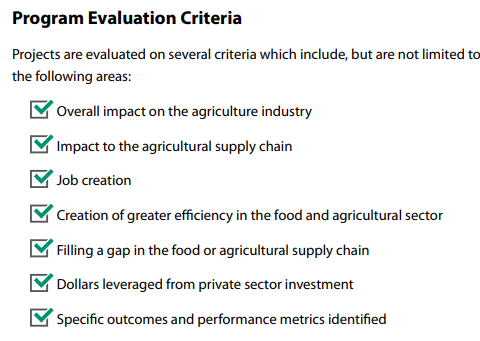 Program Evaluation Criteria
Projects are evaluated on several criteria which include, but are not limited to
the following areas:
Overall impact on the agriculture industry
Impact to the agricultural supply chain
Job creation
Creation of greater efficiency in the food and agricultural sector
Filling a gap in the food or agricultural supply chain
Dollars leveraged from private sector investment
Specific outcomes and performance metrics identified